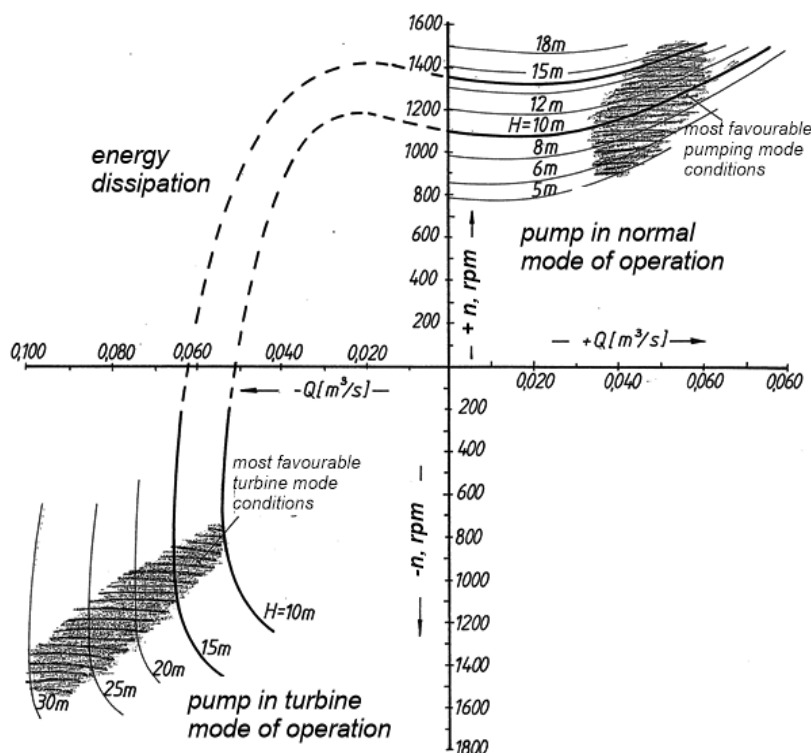 1600
1400
1200
1000
800
600
400
200
18m
15m
12m
H=10m
8m
6m
5m
most favourable
pumping mode
conditions
energy
dissipation
pump in normal
mode of operation
+ n, rpm
+Q[m³/s]
0,100
0,080
0,060
0,040
0,020
0,020
0,040
0,060
0,060
-Q[m³/s]
200
400
600
800
1000
1200
1400
1600
1800
-n, rpm
most favourable
turbine mode
conditions
H=10m
15m
20m
25m
30m
pump in turbine
mode of operation